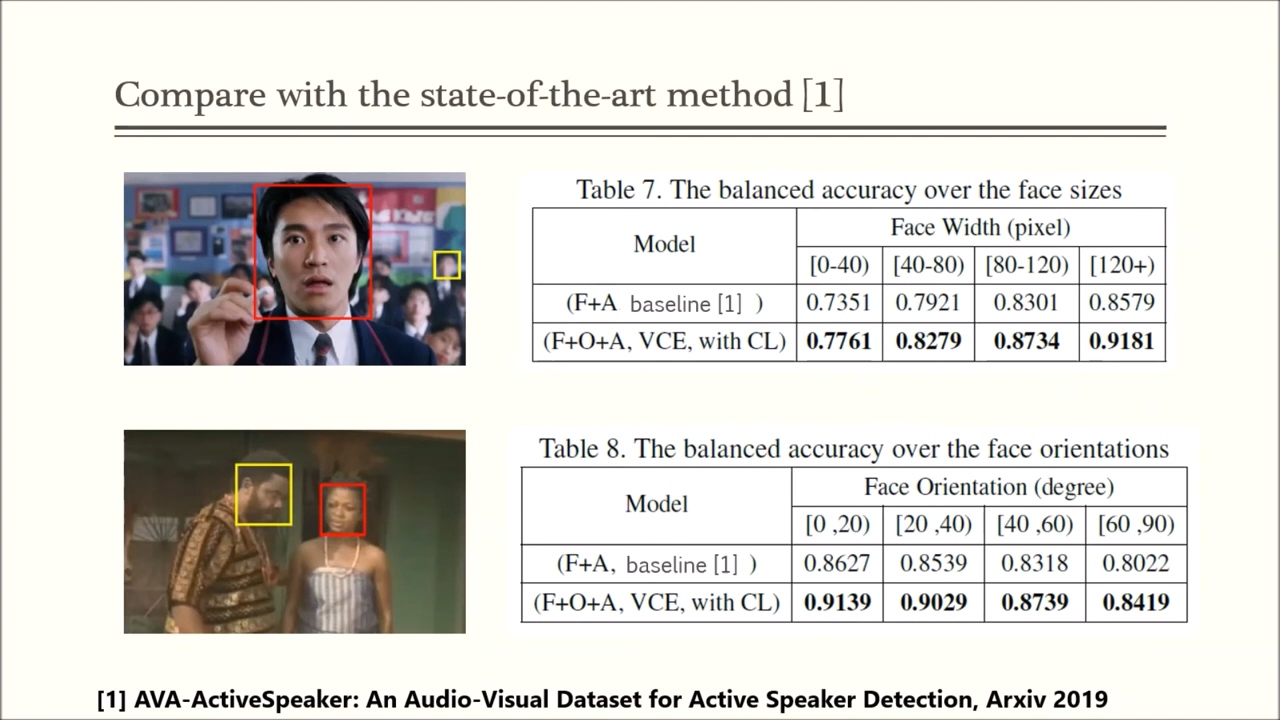 Compare with the state-of-the-art method [1]
Table 7. The balanced accuracy over the face sizes
Model
Face Width (pixel)
[0-40) [40-80) [80-120) [120+)
(F+A baseline [1] ) 0.7351 0.7921 0.8301 0.8579
(F+O+A, VCE, with CL) 0.7761 0.8279 0.8734 0.9181
Table 8. The balanced accuracy over the face orientations
Model
Face Orientation (degree)
[0 ,20) [20 ,40) [40 ,60) [60 ,90)
(F+A, baseline [1] ) 0.8627 0.8539 0.8318 0.8022
(F+O+A, VCE, with CL) 0.9139 0.9029 0.8739 0.8419
[1] AVA-ActiveSpeaker: An Audio-Visual Dataset for Active Speaker Detection, Arxiv 2019